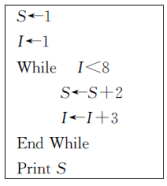 S←1
I←1
While I<8
S←S+2
I←I+3
End While
Print S